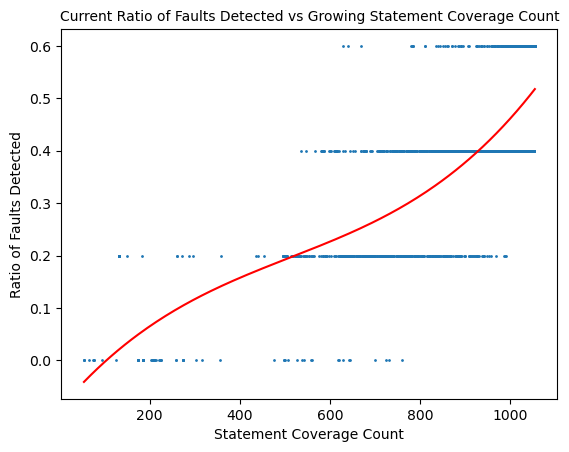 Current Ratio of Faults Detected vs Growing Statement Coverage Count
0.6
0.5
0.4
0.3
0.2
0.1
0.0
Ratio of Faults Detected
200 400 600 800 1000
Statement Coverage Count